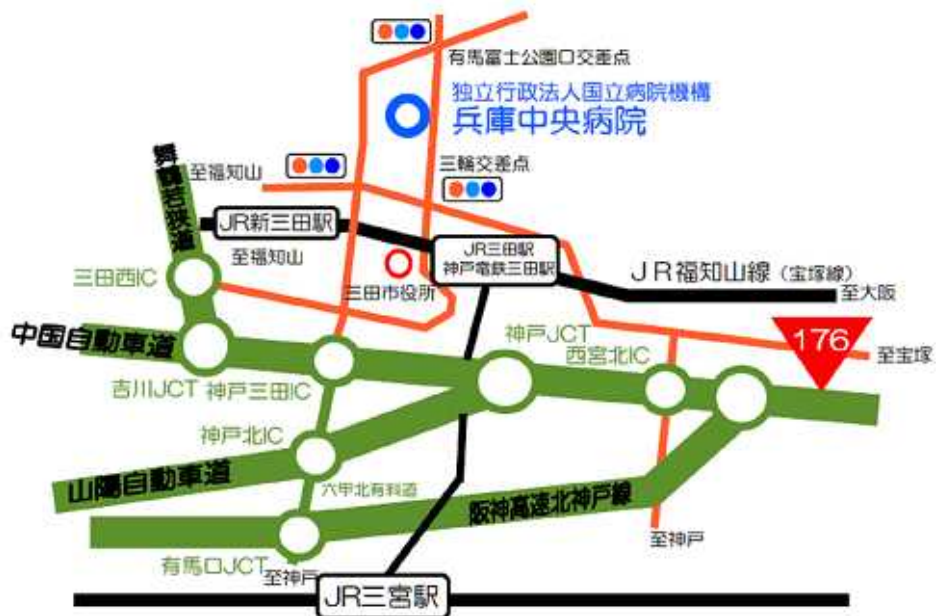 有馬富士公園口交差点
独立行政法人国立病院機構
兵庫中央病院
舞鶴若狭道
至福知山
三輪交差点
JR新三田駅
至福知山
JR三田駅
神戸電鉄三田駅
JR福知山線(宝塚線)
至大阪
三田西IC
三田市役所
中国自動車道
神戸JCT
西宮北IC
176
至宝塚
吉川JCT
神戸三田IC
神戸北IC
山陽自動車道
六甲北有料道
阪神高速北神戸線
至神戸
有馬口JCT
至神戸
JR三宮駅